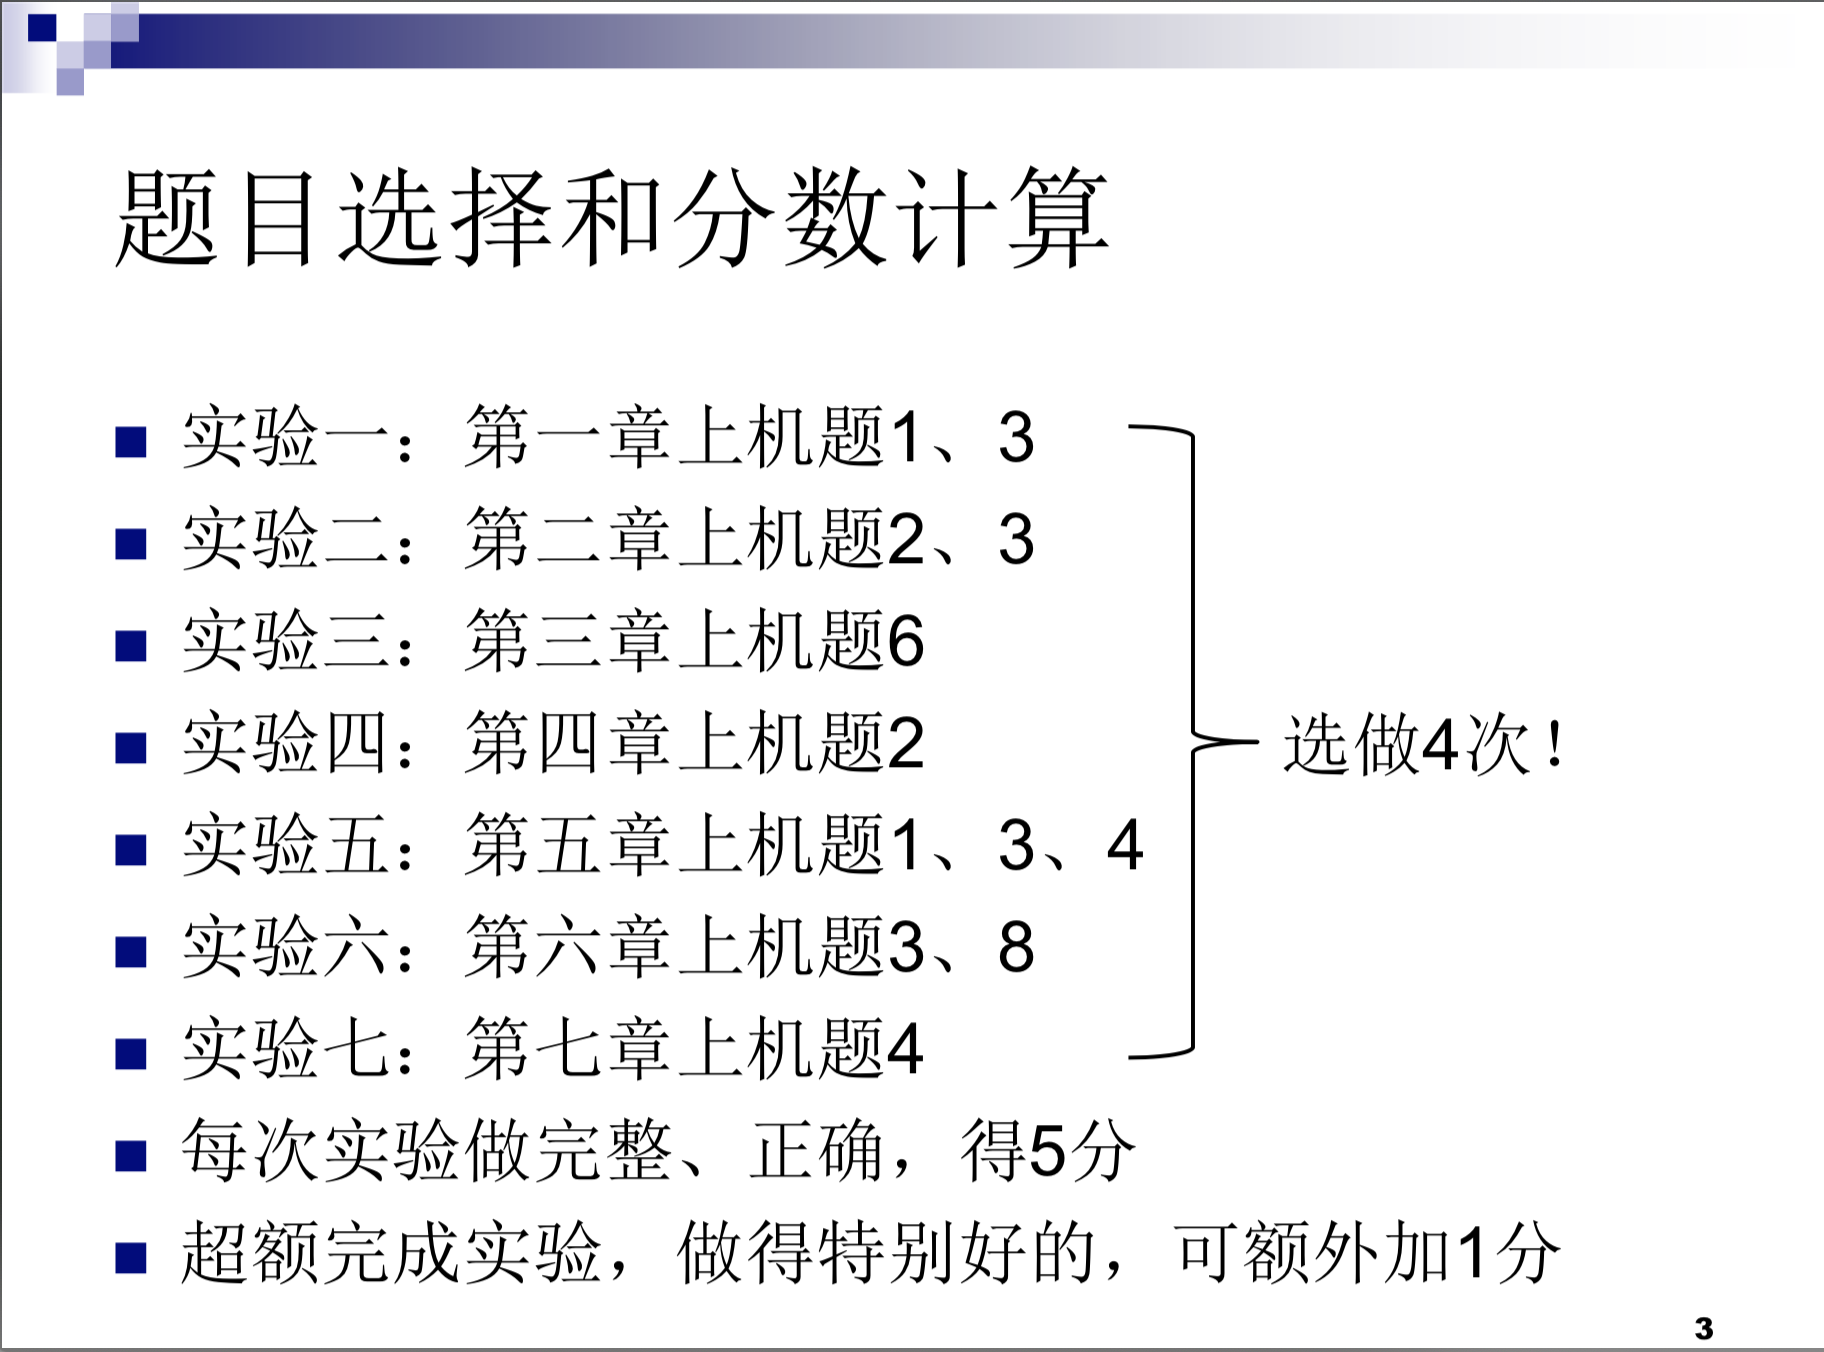 题目选择和分数计算
实验一：第一章上机题1、3
实验二：第二章上机题2、3
实验三：第三章上机题6
实验四：第四章上机题2
选做4次！
实验五：第五章上机题1、3、4
实验六：第六章上机题3、8
实验七：第七章上机题4
每次实验做完整、正确，得5分
超额完成实验，做得特别好的，可额外加1分
3